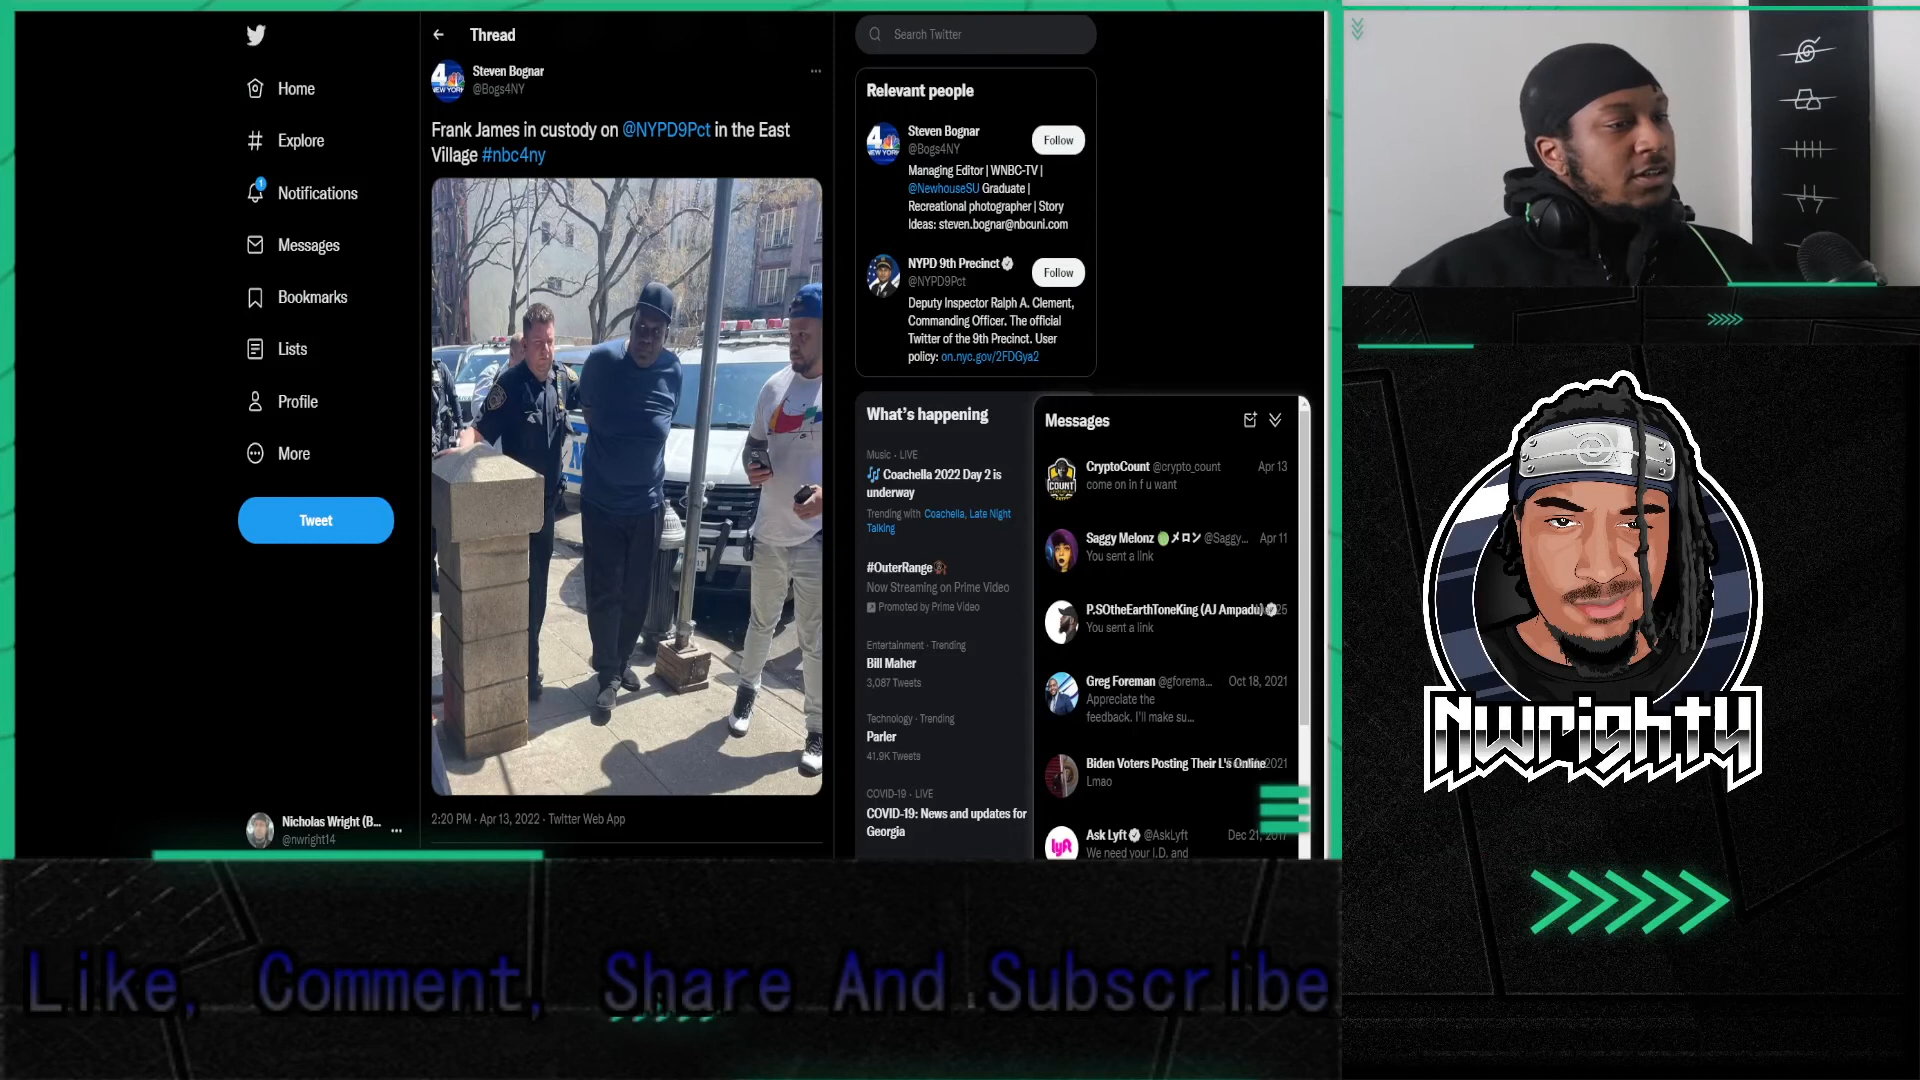 Home
Explore
1
Notifications
Messages
Bookmarks
Lists
Profile
More
Tweet
Nicholas Wright (B...
@nwright14
Thread
Steven Bognar
@Bogs4NY
Frank James in custody on @NYPD9Pct in the East
Village #nbc4ny
2:20 PM · Apr 13, 2022 · Twitter Web App
Search Twitter
Relevant people
Steven Bognar
@Bogs4NY
Follow
Managing Editor | WNBC-TV |
@NewhouseSU Graduate |
Recreational photographer | Story
Ideas: steven.bognar@nbcuni.com
NYPD 9th Precinct
@NYPD9Pct
Follow
Deputy Inspector Ralph A. Clement,
Commanding Officer. The official
Twitter of the 9th Precinct. User
policy: on.nyc.gov/2FDGya2
What's happening
Music · LIVE
🎶 Coachella 2022 Day 2 is
underway
Trending with Coachella, Late Night
Talking
#OuterRange
Now Streaming on Prime Video
Promoted by Prime Video
Entertainment · Trending
Bill Maher
3,087 Tweets
Technology · Trending
Parler
41.9K Tweets
COVID-19 · LIVE
COVID-19: News and updates for
Georgia
Messages
CryptoCount @crypto_count Apr 13
come on in f u want
Saggy Melonz 🍈メロン @Saggy... Apr 11
You sent a link
P.SOtheEarthToneKing (AJ Ampadu)
You sent a link
Greg Foreman @gforema... Oct 18, 2021
Appreciate the
feedback. I'll make su...
Biden Voters Posting Their L's Online 2021
Lmao
Ask Lyft @AskLyft Dec 21, 2017
We need your I.D. and
Nwrighty
Like, Comment, Share And Subscribe